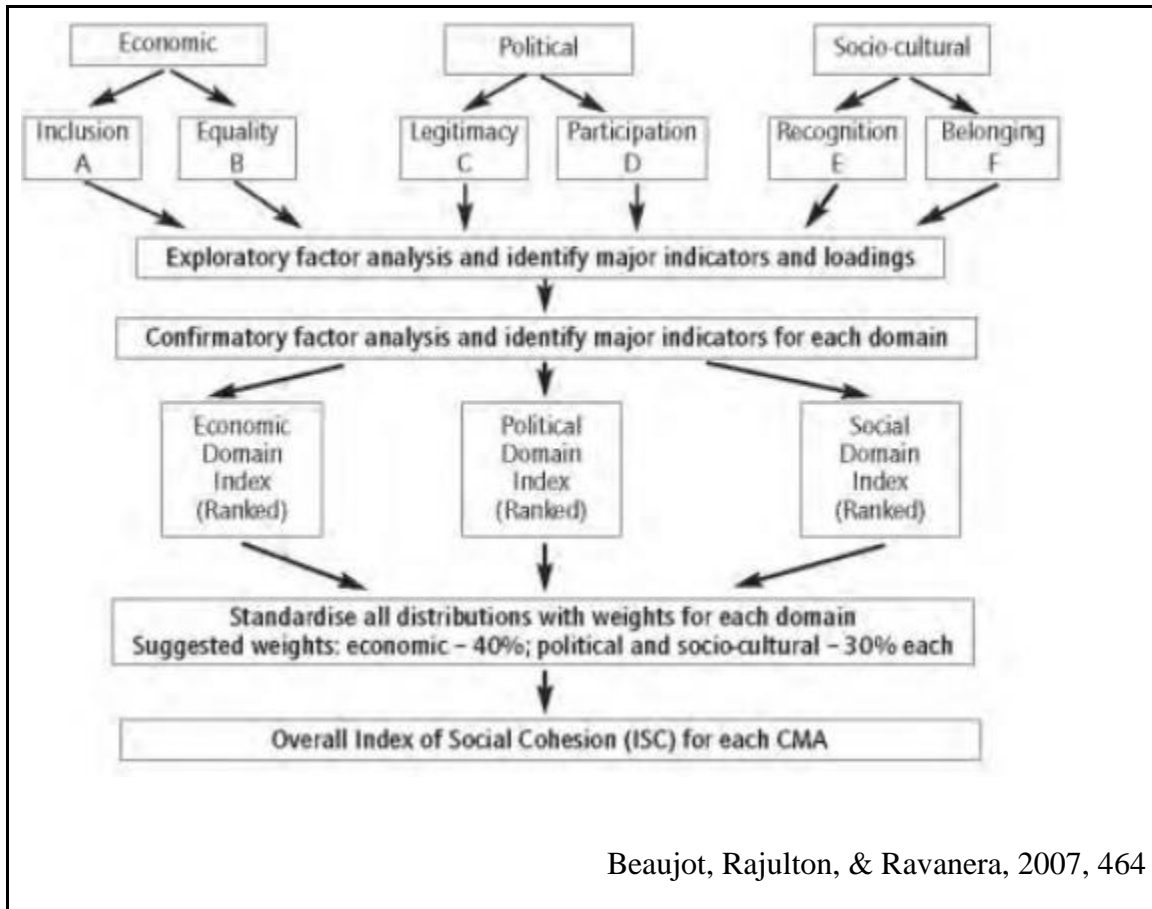 Economic
Political
Socio-cultural
Inclusion
A
Equality
B
Legitimacy
C
Participation
D
Recognition
E
Belonging
F
Exploratory factor analysis and identify major indicators and loadings
Confirmatory factor analysis and identify major indicators for each domain
Economic
Domain
Index
(Ranked)
Political
Domain
Index
(Ranked)
Social
Domain
Index
(Ranked)
Standardise all distributions with weights for each domain
Suggested weights: economic – 40%; political and socio-cultural – 30% each
Overall Index of Social Cohesion (ISC) for each CMA
Beaujot, Rajulton, & Ravanera, 2007, 464